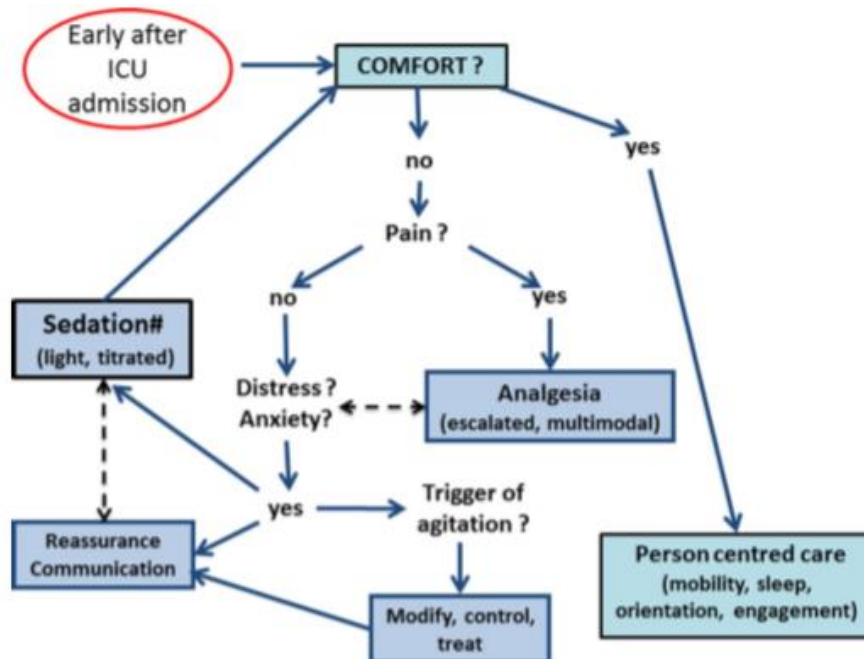 Early after
ICU
admission
COMFORT ?
no
yes
Pain ?
no
yes
Sedation#
(light, titrated)
Distress ?
Anxiety?
Analgesia
(escalated, multimodal)
yes
Trigger of
agitation ?
Reassurance
Communication
Modify, control,
treat
Person centred care
(mobility, sleep,
orientation, engagement)